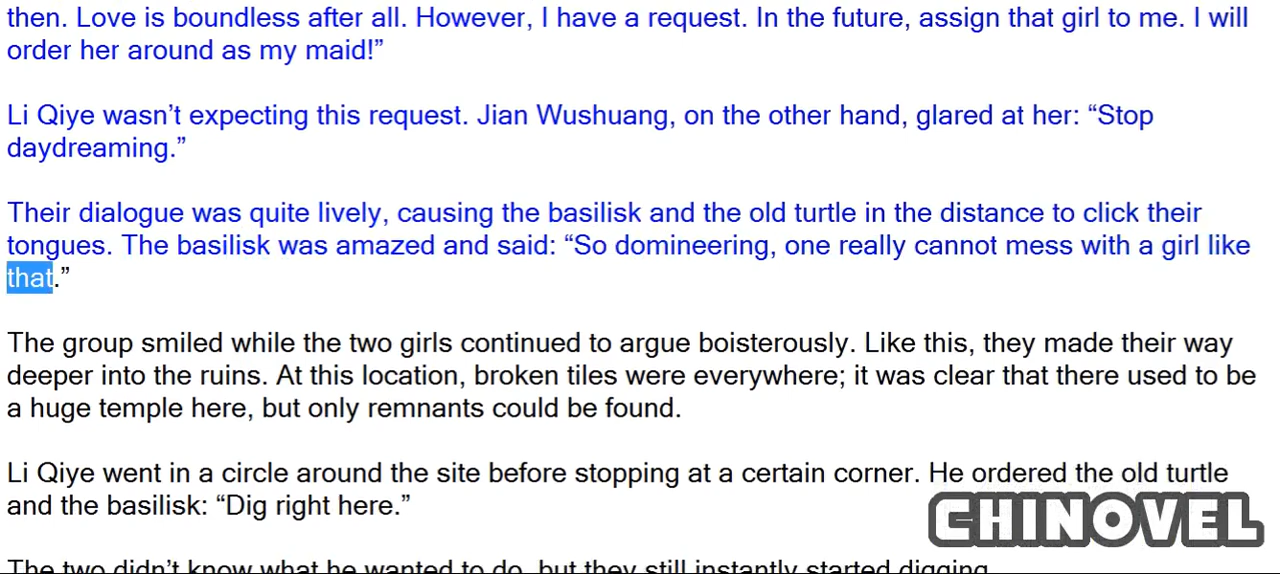 then. Love is boundless after all. However, I have a request. In the future, assign that girl to me. I will
order her around as my maid!”
Li Qiye wasn’t expecting this request. Jian Wushuang, on the other hand, glared at her: “Stop
daydreaming.”
Their dialogue was quite lively, causing the basilisk and the old turtle in the distance to click their
tongues. The basilisk was amazed and said: “So domineering, one really cannot mess with a girl like
that.”
The group smiled while the two girls continued to argue boisterously. Like this, they made their way
deeper into the ruins. At this location, broken tiles were everywhere; it was clear that there used to be
a huge temple here, but only remnants could be found.
Li Qiye went in a circle around the site before stopping at a certain corner. He ordered the old turtle
and the basilisk: “Dig right here.”
CHINOVEL
The two didn’t know what he wanted to do, but they still instantly started digging.